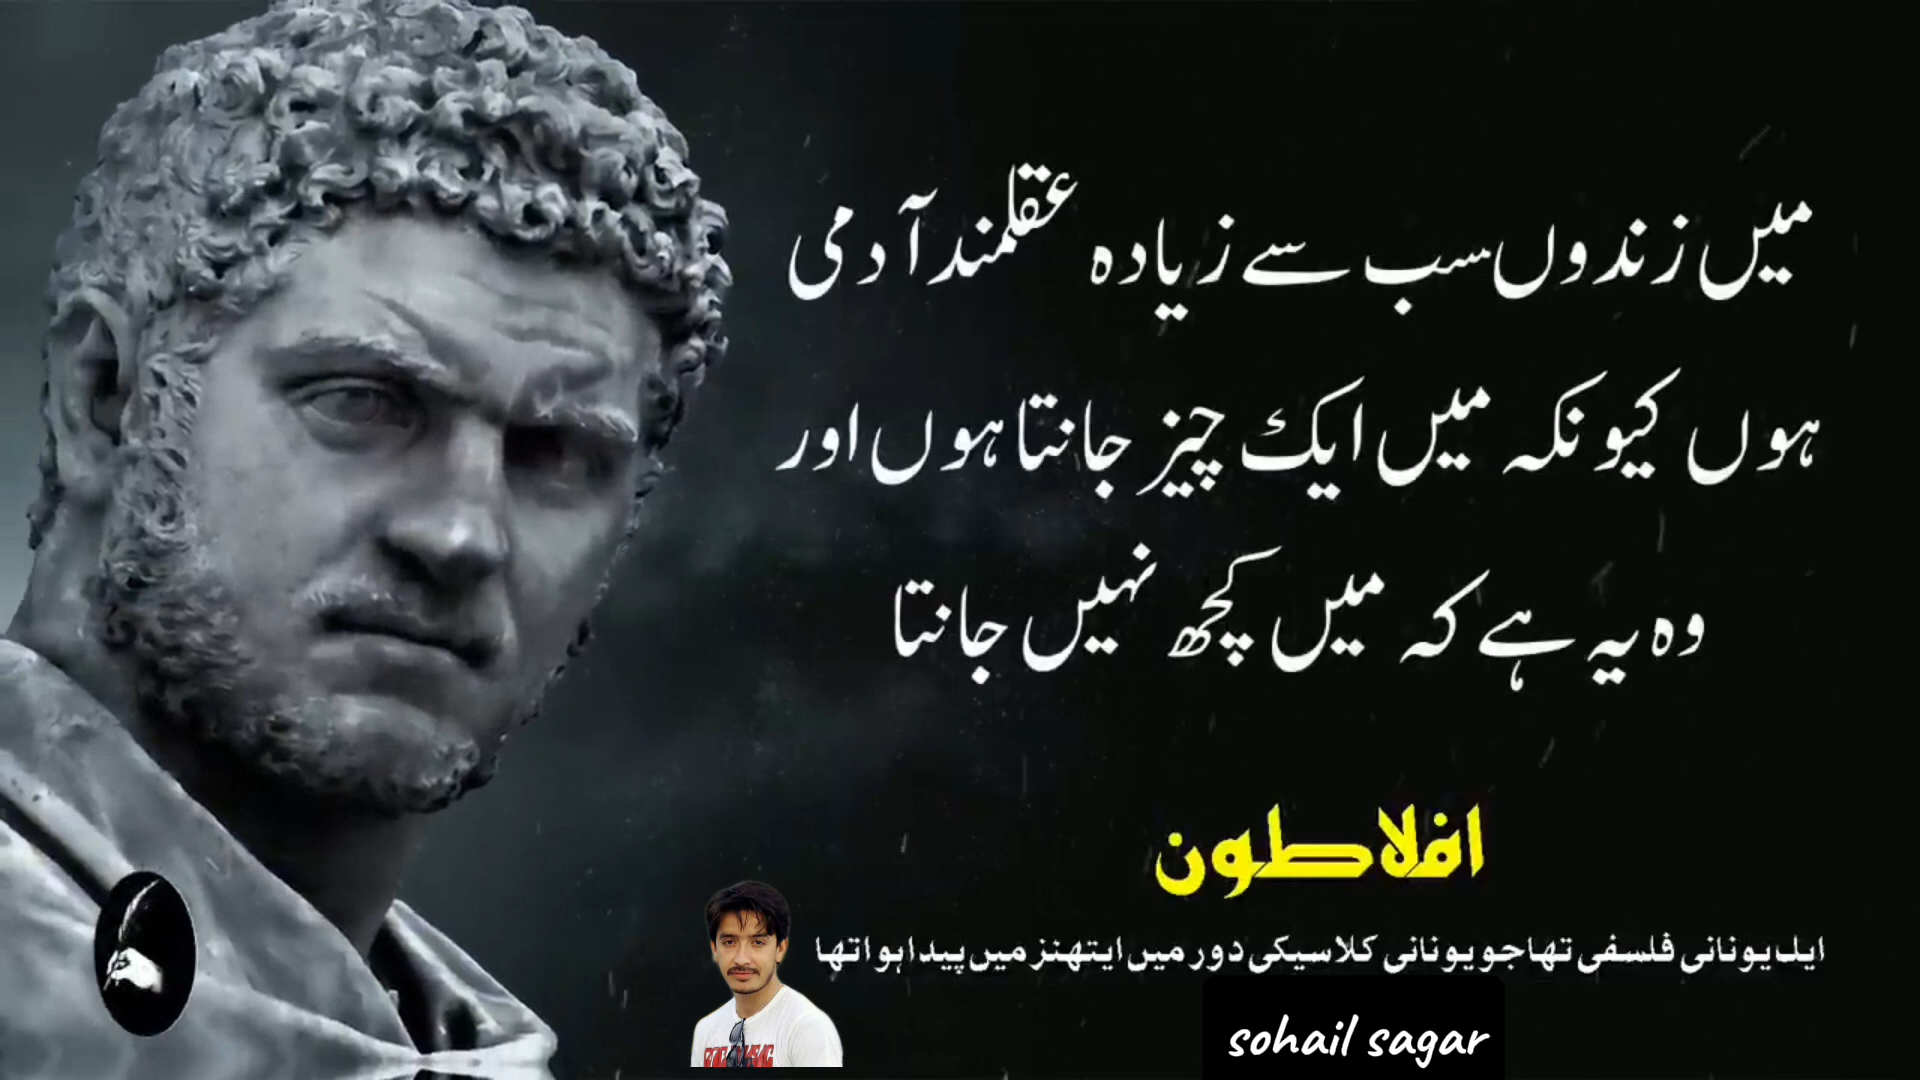 میں زندوں سب سے زیادہ عقلمند آدمی
ہوں کیونکہ میں ایک چیز جانتا ہوں اور
وہ یہ ہے کہ میں کچھ نہیں جانتا
افلاطون
ایک یونانی فلسفی تھا جو یونانی کلاسیکی دور میں ایتھنز میں پیدا ہوا تھا
sohail sagar